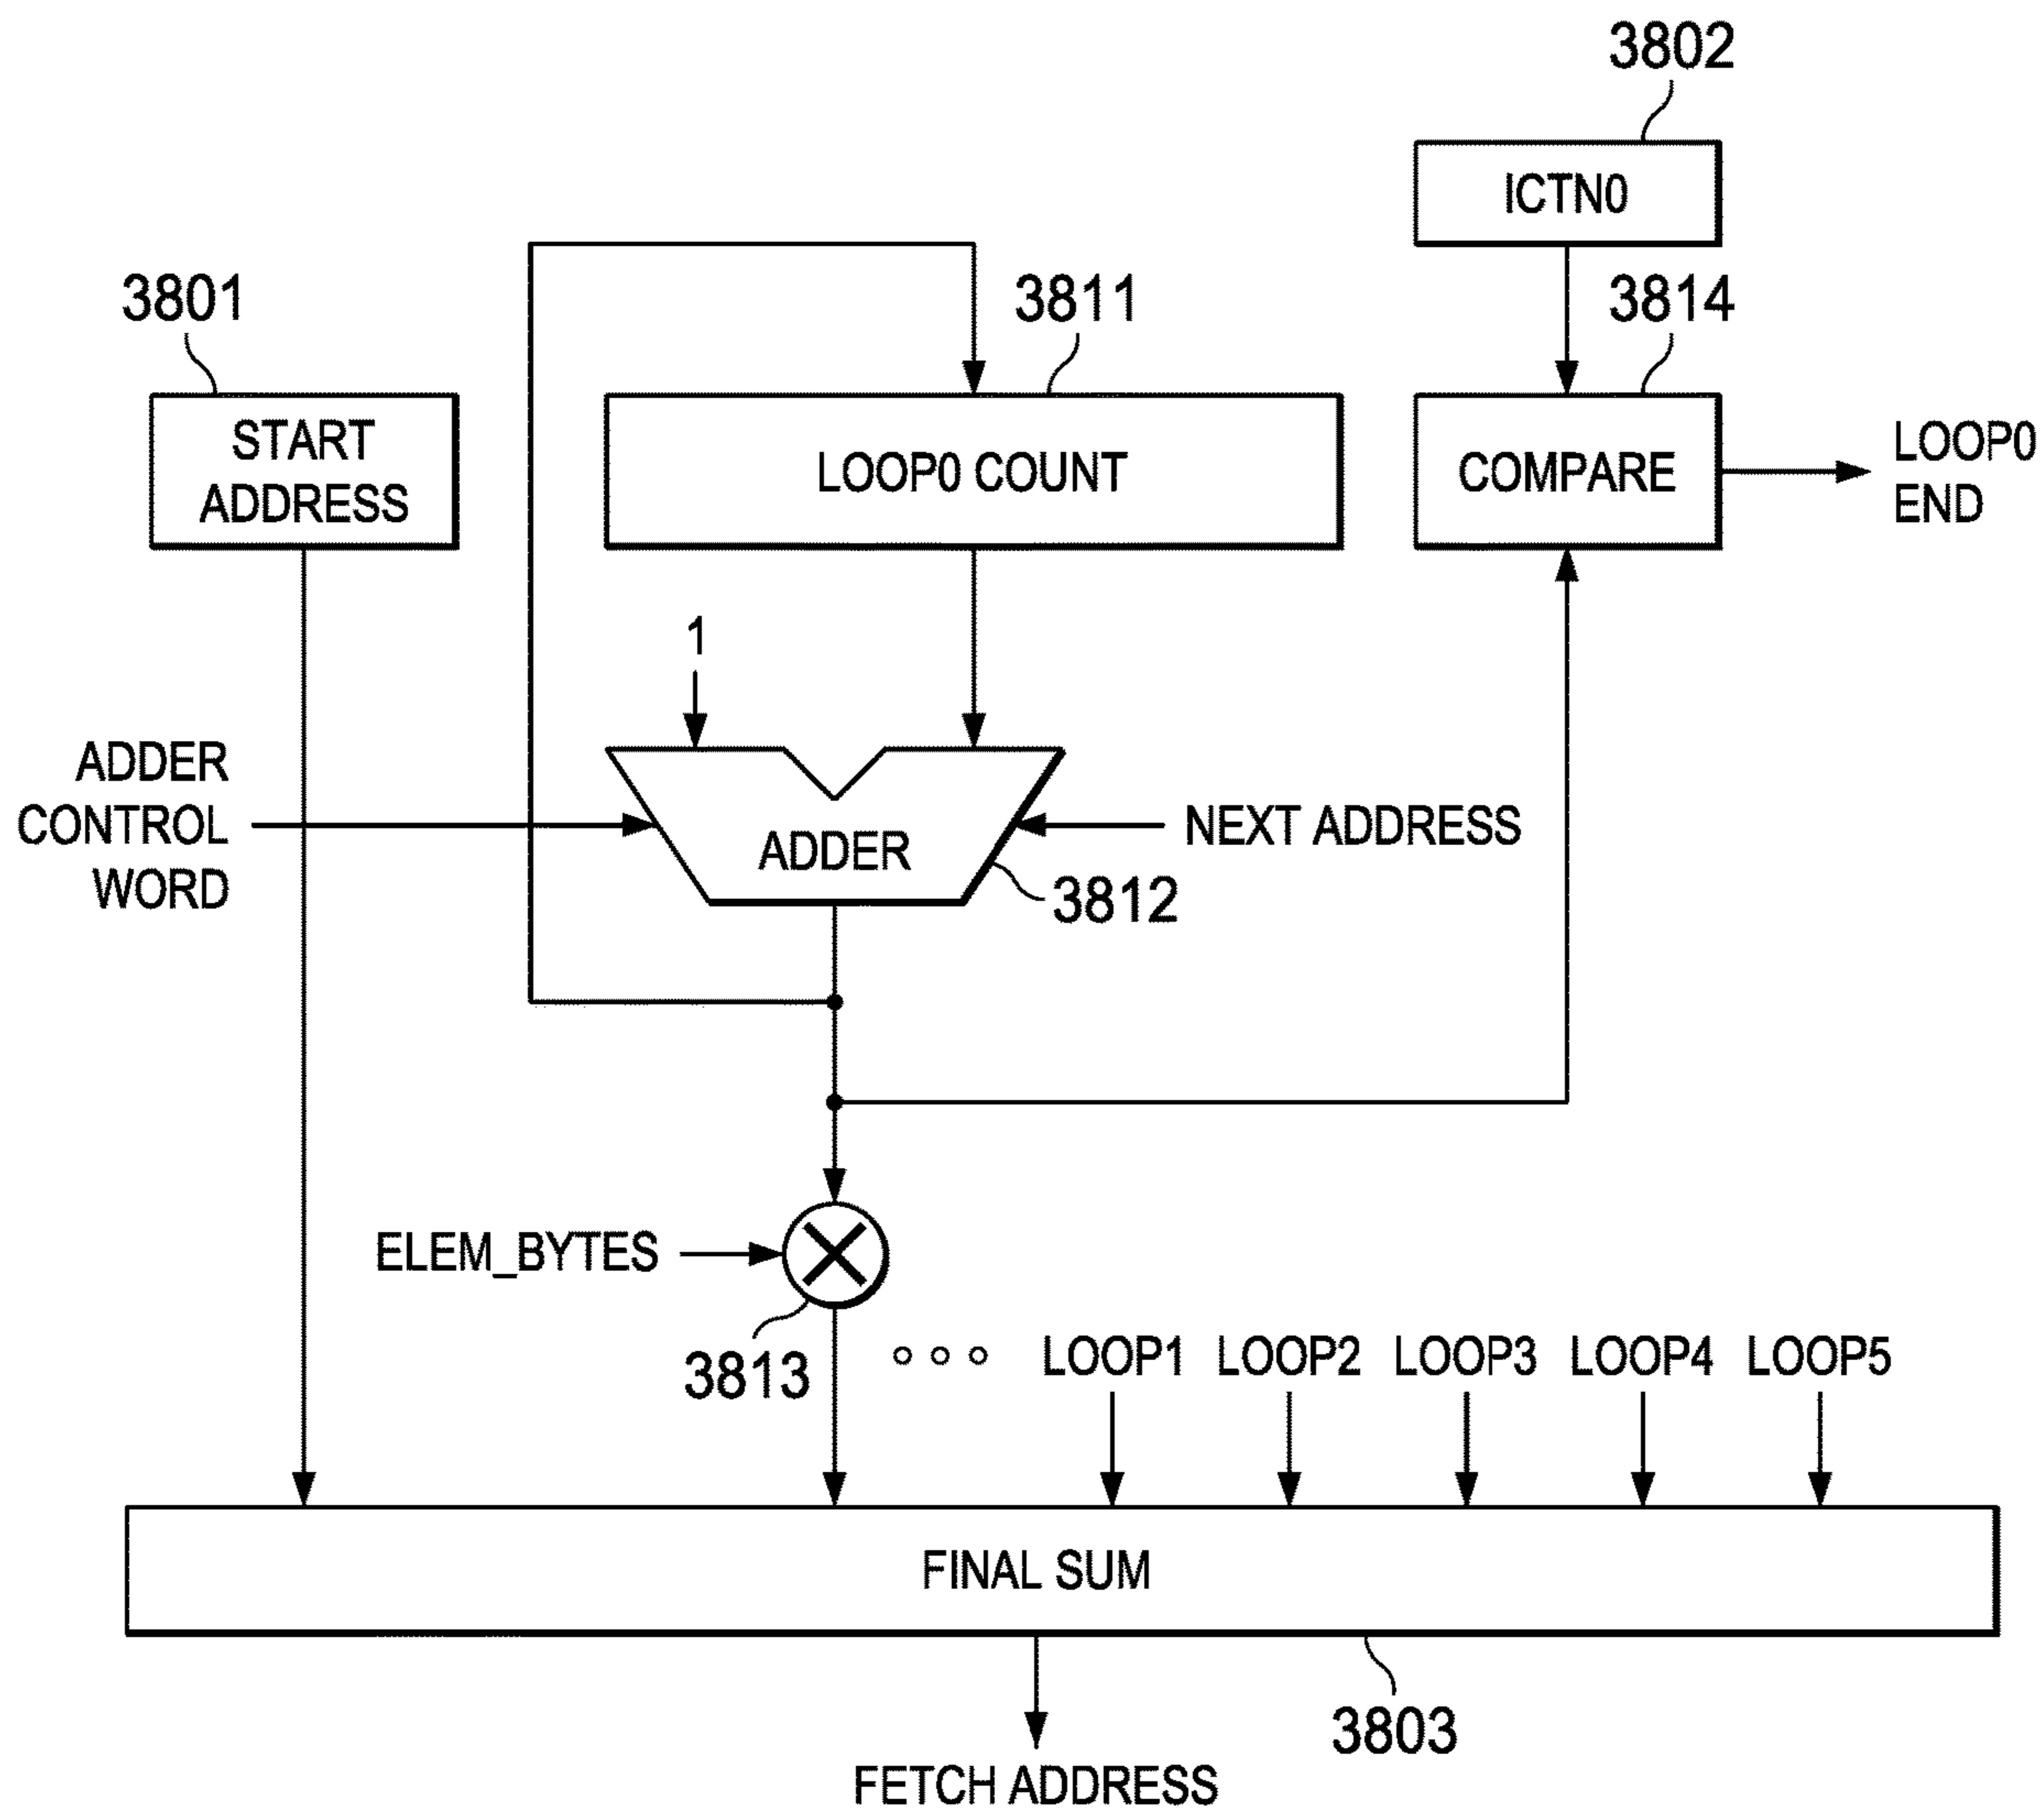 3802
ICTN0
3801
3811
3814
START
ADDRESS
LOOP0 COUNT
COMPARE
LOOP0
END
1
ADDER
CONTROL
WORD
ADDER
NEXT ADDRESS
3812
ELEM_BYTES
3813
LOOP1 LOOP2 LOOP3 LOOP4 LOOP5
FINAL SUM
3803
FETCH ADDRESS